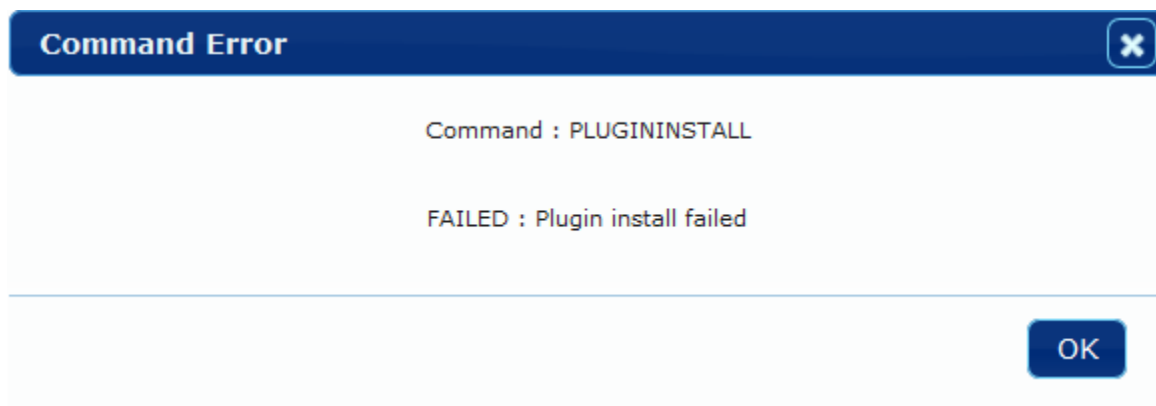 Command Error
Command : PLUGININSTALL
FAILED : Plugin install failed
OK